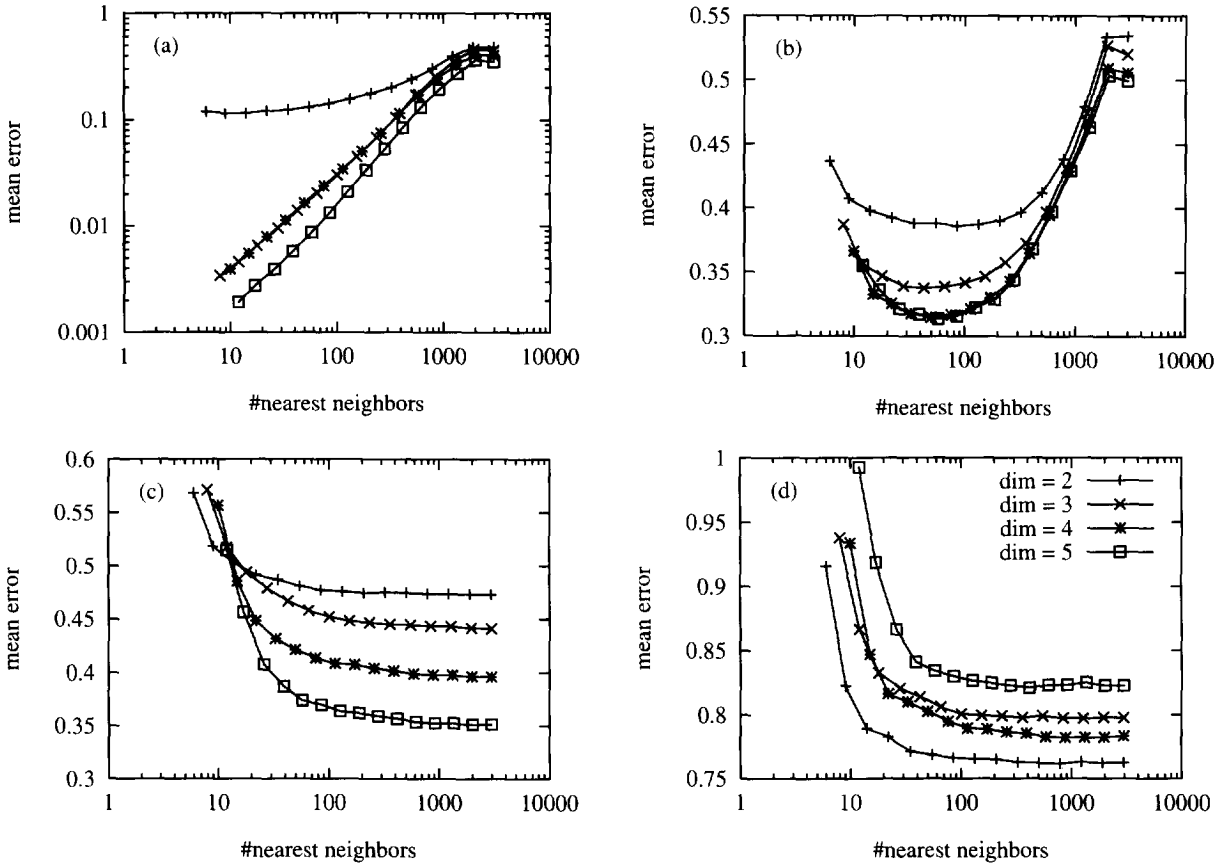 (a)
mean error
1
0.1
0.01
0.001
1 10 100 1000 10000
#nearest neighbors
(b)
mean error
0.55
0.5
0.45
0.4
0.35
0.3
1 10 100 1000 10000
#nearest neighbors
(c)
mean error
0.6
0.55
0.5
0.45
0.4
0.35
0.3
1 10 100 1000 10000
#nearest neighbors
(d)
dim = 2
dim = 3
dim = 4
dim = 5
mean error
1
0.95
0.9
0.85
0.8
0.75
1 10 100 1000 10000
#nearest neighbors